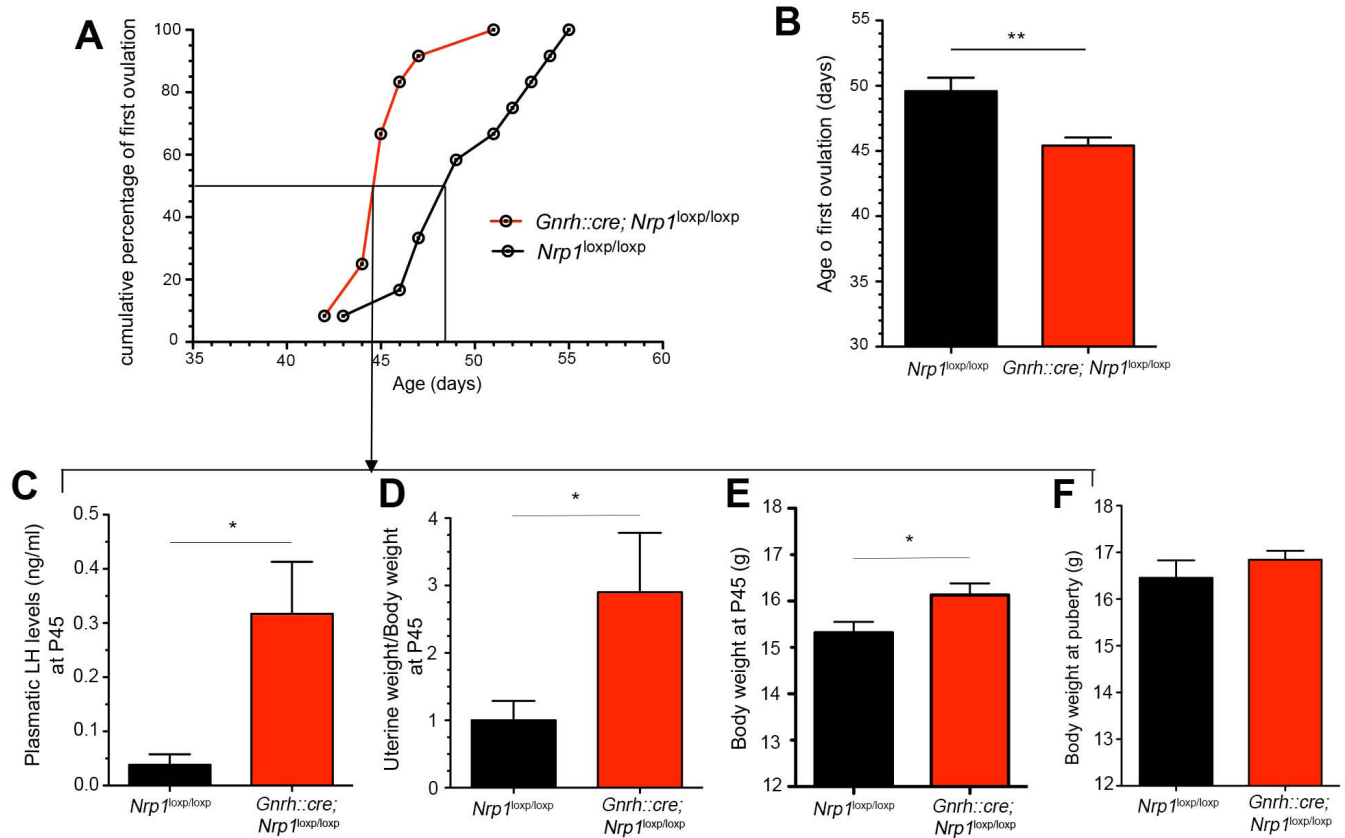 A
cumulative percentage of first ovulation
100
80
60
40
20
0
35
40
45
50
55
60
Age (days)
Gnrh::cre; Nrp1loxp/loxp
Nrp1loxp/loxp
B
**
Age o first ovulation (days)
50
45
40
35
30
Nrp1loxp/loxp
Gnrh::cre; Nrp1loxp/loxp
C
*
Plasmatic LH levels (ng/ml)
at P45
0.5
0.4
0.3
0.2
0.1
0.0
Nrp1loxp/loxp
Gnrh::cre;
Nrp1loxp/loxp
D
*
Uterine weight/Body weight
at P45
4
3
2
1
0
Nrp1loxp/loxp
Gnrh::cre;
Nrp1loxp/loxp
E
*
Body weight at P45 (g)
18
17
16
15
14
13
12
Nrp1loxp/loxp
Gnrh::cre;
Nrp1loxp/loxp
F
Body weight at puberty (g)
18
17
16
15
14
13
12
Nrp1loxp/loxp
Gnrh::cre;
Nrp1loxp/loxp